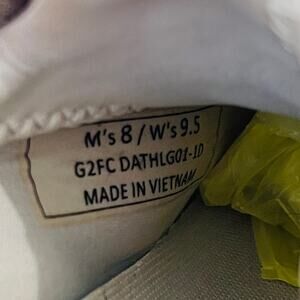 M's 8 / W's 9.5
G2FC DATHLG01-1D
MADE IN VIETNAM